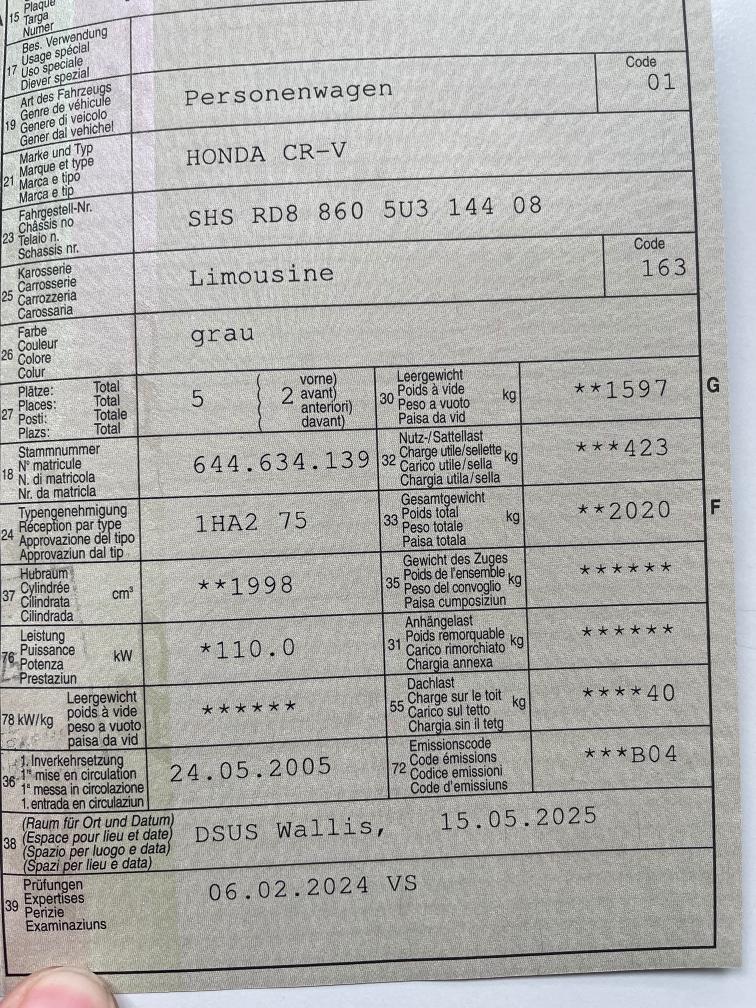 15 Plaque
Targa
Numer
17 Bes. Verwendung
Usage spécial
Uso speciale
Diever spezial
19 Art des Fahrzeugs
Genre de véhicule
Genere di veicolo
Gener dal vehichel
Personenwagen
Code
01
21 Marke und Typ
Marque et type
Marca e tipo
Marca e tip
HONDA CR-V
23 Fahrgestell-Nr.
Châssis no
Telaio n.
Schassis nr.
SHS RD8 860 5U3 144 08
25 Karosserie
Carrosserie
Carrozzeria
Carossaria
Limousine
Code
163
26 Farbe
Couleur
Colore
Colur
grau
27 Plätze: Total
Places: Total
Posti: Totale
Plazs: Total
5
2 vorne)
avant)
anteriori)
davant)
30 Leergewicht
Poids à vide
Peso a vuoto
Paisa da vid
kg
**1597
G
18 Stammnummer
N° matricule
N. di matricola
Nr. da matricla
644.634.139
32 Nutz-/Sattellast
Charge utile/sellette
Carico utile/sella
Chargia utila/sella
kg
***423
24 Typengenehmigung
Réception par type
Approvazione del tipo
Approvaziun dal tip
1HA2 75
33 Gesamtgewicht
Poids total
Peso totale
Paisa totala
kg
**2020
F
37 Hubraum
Cylindrée
Cilindrata
Cilindrada
cm³
**1998
35 Gewicht des Zuges
Poids de l'ensemble
Peso del convoglio
Paisa cumposiziun
kg
******
76 Leistung
Puissance
Potenza
Prestaziun
kW
*110.0
31 Anhängelast
Poids remorquable
Carico rimorchiato
Chargia annexa
kg
******
78 kW/kg Leergewicht
poids à vide
peso a vuoto
paisa da vid
******
55 Dachlast
Charge sur le toit
Carico sul tetto
Chargia sin il tetg
kg
****40
36 1. Inverkehrsetzung
1re mise en circulation
1a messa in circolazione
1. entrada en circulaziun
24.05.2005
72 Emissionscode
Code émissions
Codice emissioni
Code d'emissiuns
***B04
38 (Raum für Ort und Datum)
(Espace pour lieu et date)
(Spazio per luogo e data)
(Spazi per lieu e data)
DSUS Wallis, 15.05.2025
39 Prüfungen
Expertises
Perizie
Examinaziuns
06.02.2024 VS